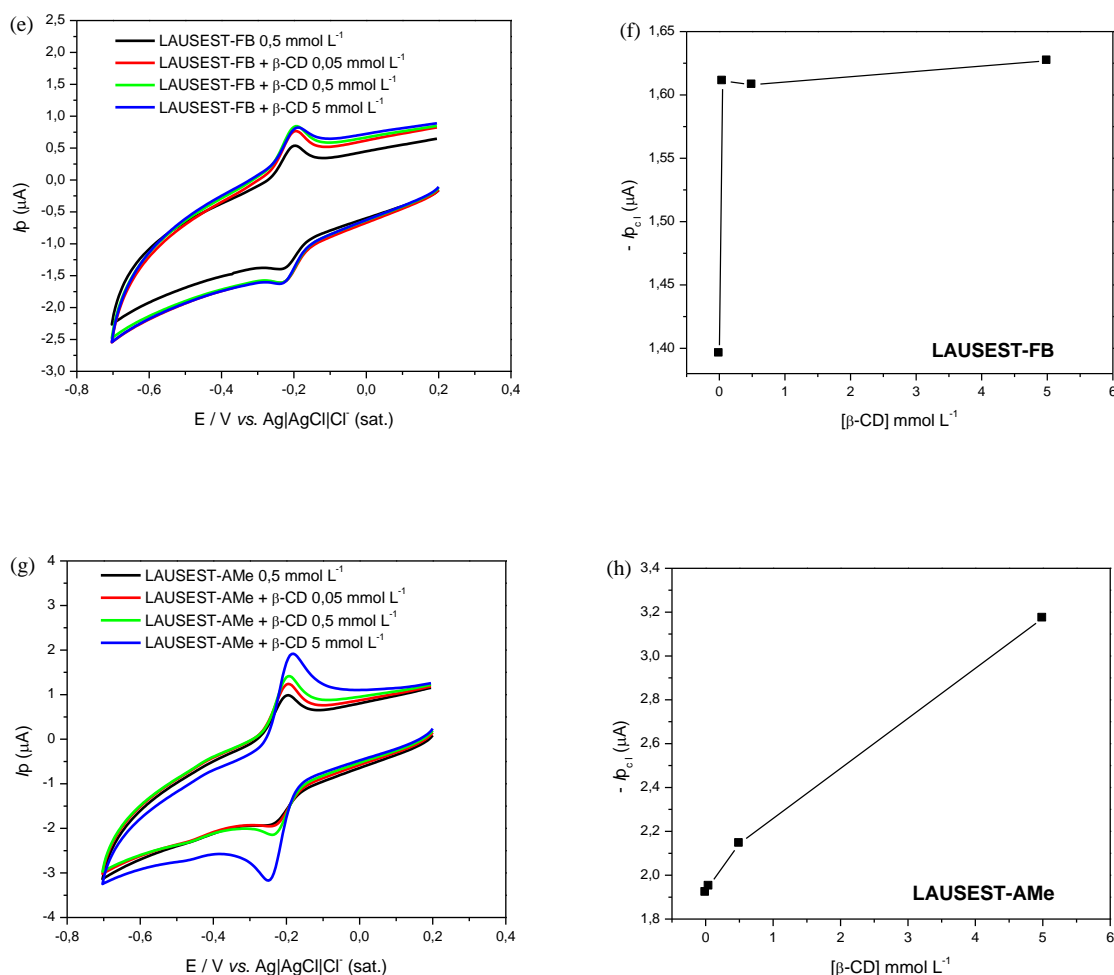 (e)
LAUSEST-FB 0,5 mmol L⁻¹
LAUSEST-FB + β-CD 0,05 mmol L⁻¹
LAUSEST-FB + β-CD 0,5 mmol L⁻¹
LAUSEST-FB + β-CD 5 mmol L⁻¹
2,5
2,0
1,5
1,0
0,5
0,0
-0,5
-1,0
-1,5
-2,0
-2,5
-3,0
Ip (μA)
-0,8 -0,6 -0,4 -0,2 0,0 0,2 0,4
E / V vs. Ag|AgCl|Cl⁻ (sat.)
(f)
1,65
1,60
1,55
1,50
1,45
1,40
- Ip c I (μA)
LAUSEST-FB
0 1 2 3 4 5 6
[β-CD] mmol L⁻¹
(g)
LAUSEST-AMe 0,5 mmol L⁻¹
LAUSEST-AMe + β-CD 0,05 mmol L⁻¹
LAUSEST-AMe + β-CD 0,5 mmol L⁻¹
LAUSEST-AMe + β-CD 5 mmol L⁻¹
4
3
2
1
0
-1
-2
-3
-4
Ip (μA)
-0,8 -0,6 -0,4 -0,2 0,0 0,2 0,4
E / V vs. Ag|AgCl|Cl⁻ (sat.)
(h)
3,4
3,2
3,0
2,8
2,6
2,4
2,2
2,0
1,8
- Ip c I (μA)
LAUSEST-AMe
0 1 2 3 4 5 6
[β-CD] mmol L⁻¹